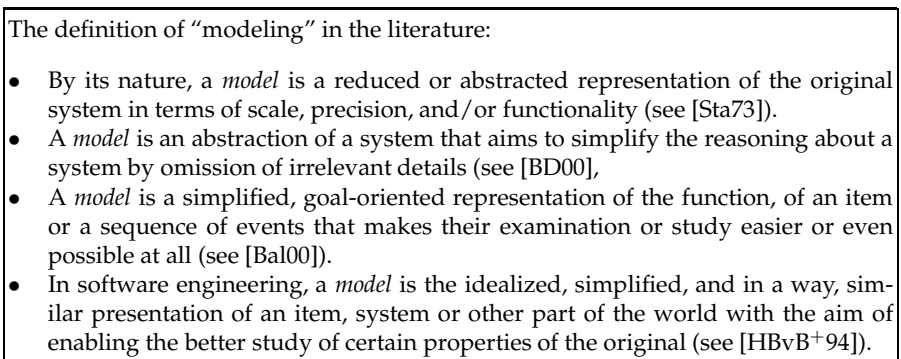 The definition of “modeling” in the literature:
• By its nature, a model is a reduced or abstracted representation of the original
system in terms of scale, precision, and/or functionality (see [Sta73]).
• A model is an abstraction of a system that aims to simplify the reasoning about a
system by omission of irrelevant details (see [BD00],
• A model is a simplified, goal-oriented representation of the function, of an item
or a sequence of events that makes their examination or study easier or even
possible at all (see [Bal00]).
• In software engineering, a model is the idealized, simplified, and in a way, sim-
ilar presentation of an item, system or other part of the world with the aim of
enabling the better study of certain properties of the original (see [HBvB+94]).